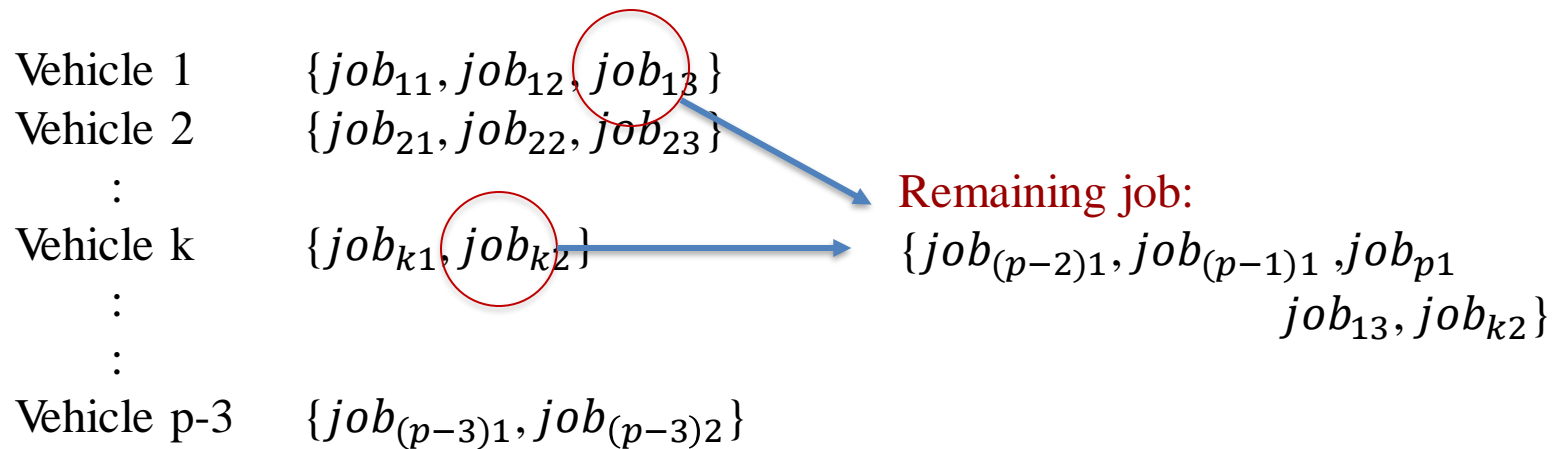 Vehicle 1 {job₁₁, job₁₂, job₁₃}
Vehicle 2 {job₂₁, job₂₂, job₂₃}
:
Vehicle k {jobₖ₁, jobₖ₂}
:
:
Vehicle p-3 {job₍ₚ₋₃₎₁, job₍ₚ₋₃₎₂}
Remaining job:
{job₍ₚ₋₂₎₁, job₍ₚ₋₁₎₁ ,jobₚ₁
job₁₃, jobₖ₂}